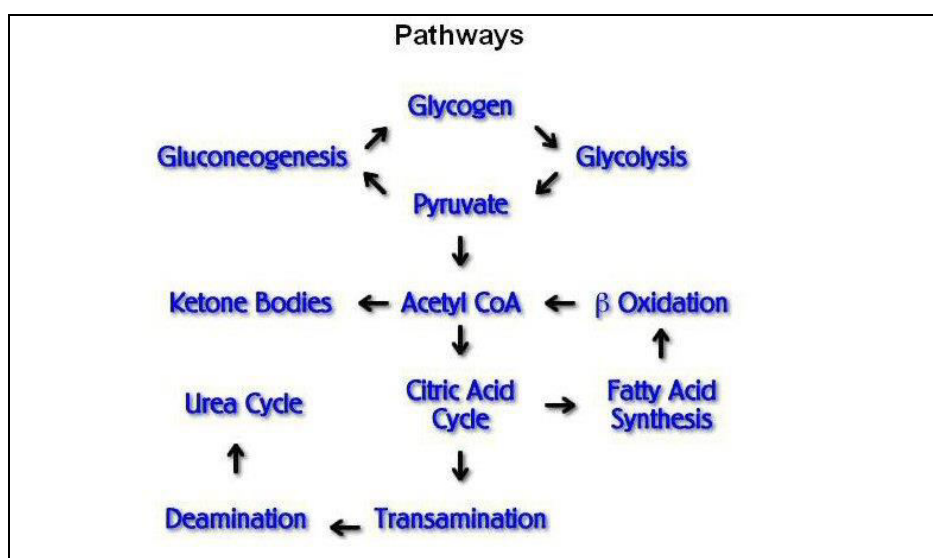 Pathways
Glycogen
Gluconeogenesis
Glycolysis
Pyruvate
Ketone Bodies
Acetyl CoA
β Oxidation
Urea Cycle
Citric Acid
Cycle
Fatty Acid
Synthesis
Deamination
Transamination